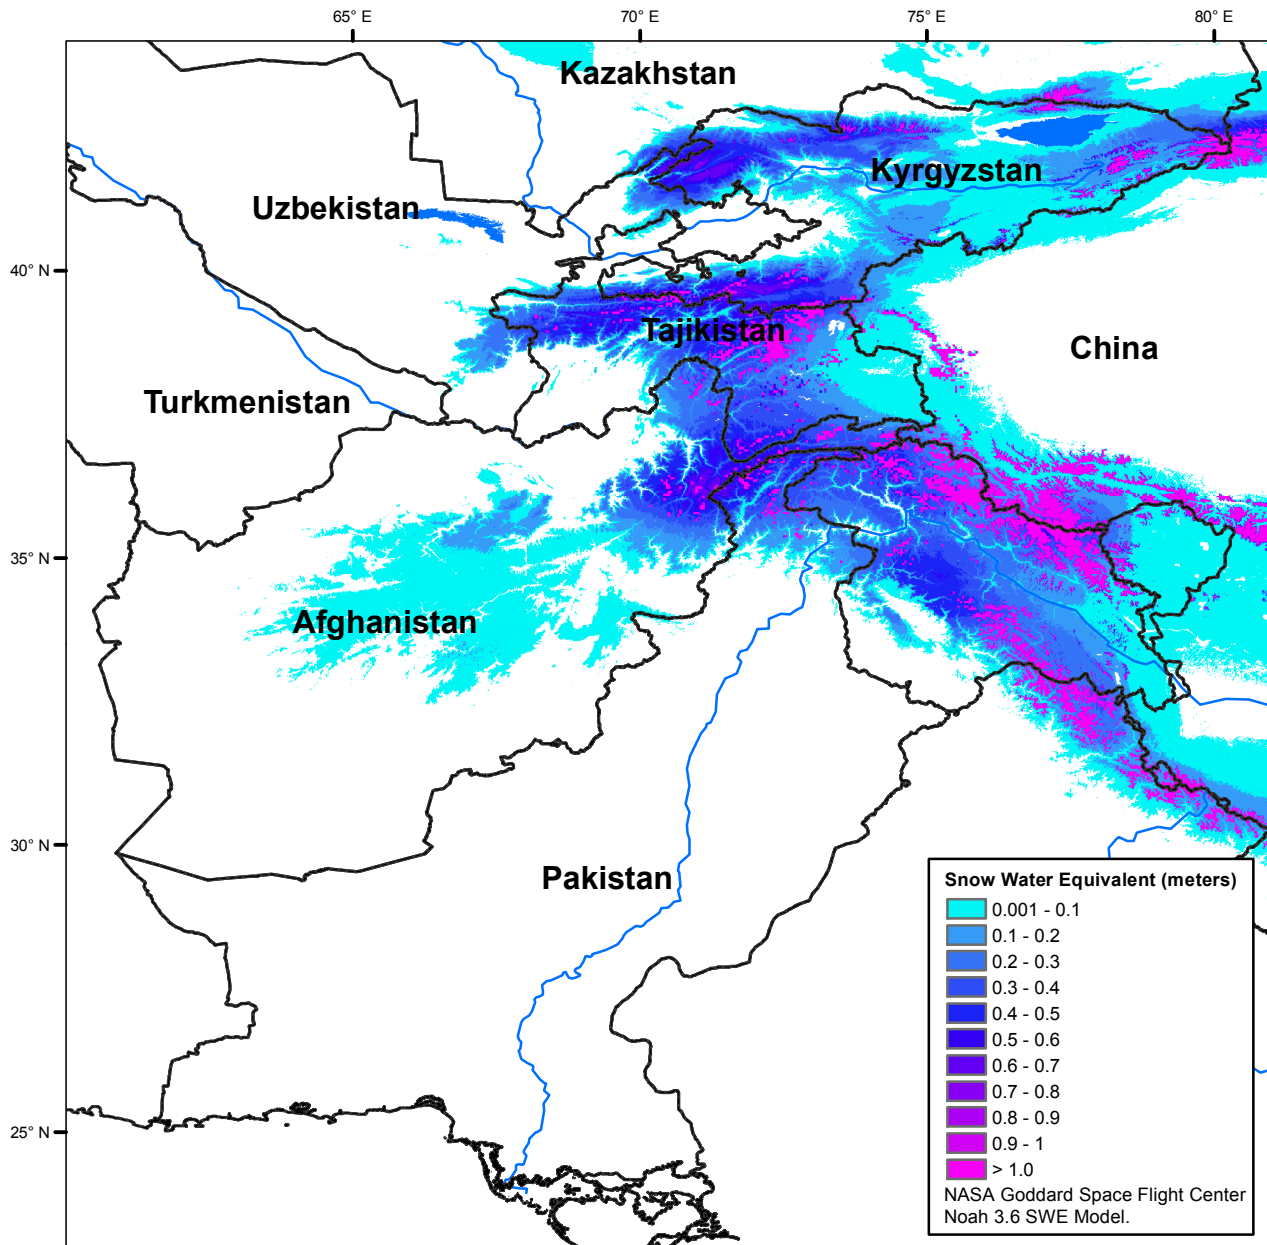 65° E
70° E
75° E
80° E
Kazakhstan
Kyrgyzstan
Uzbekistan
40° N
Tajikistan
China
Turkmenistan
35° N
Afghanistan
30° N
Pakistan
25° N
Snow Water Equivalent (meters)
0.001 - 0.1
0.1 - 0.2
0.2 - 0.3
0.3 - 0.4
0.4 - 0.5
0.5 - 0.6
0.6 - 0.7
0.7 - 0.8
0.8 - 0.9
0.9 - 1
> 1.0
NASA Goddard Space Flight Center
Noah 3.6 SWE Model.